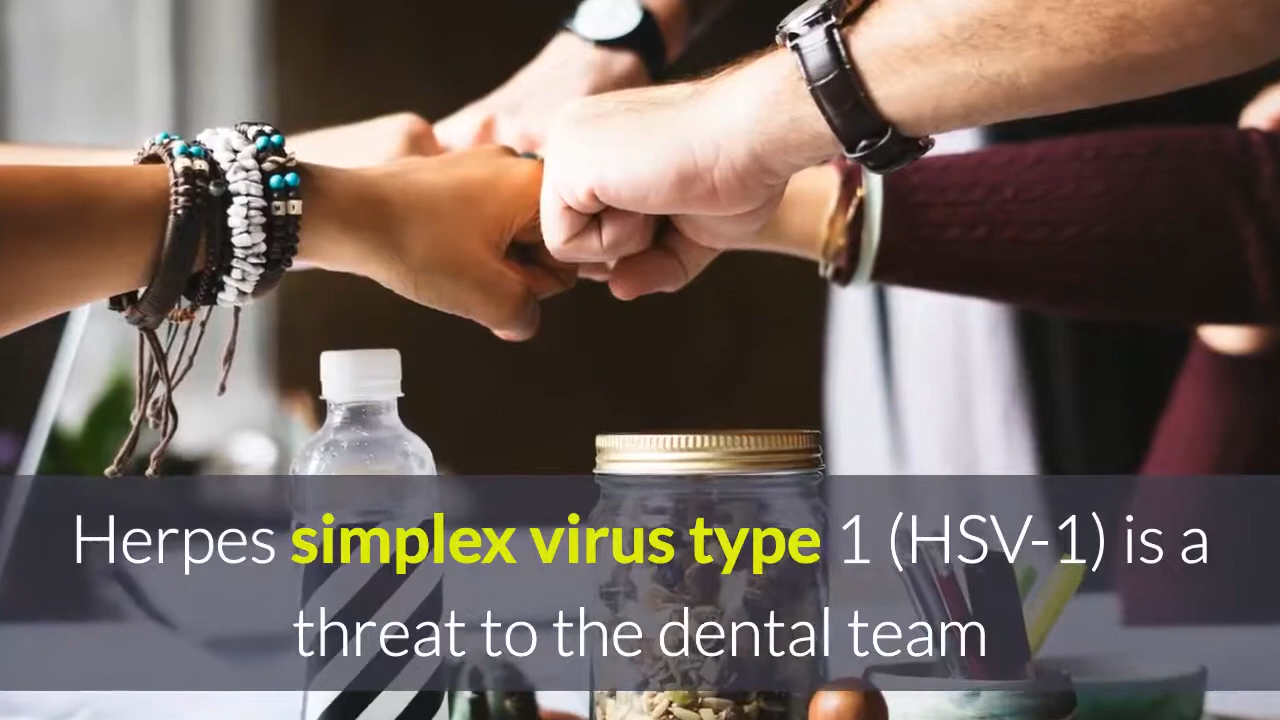 Herpes simplex virus type 1 (HSV-1) is a
threat to the dental team